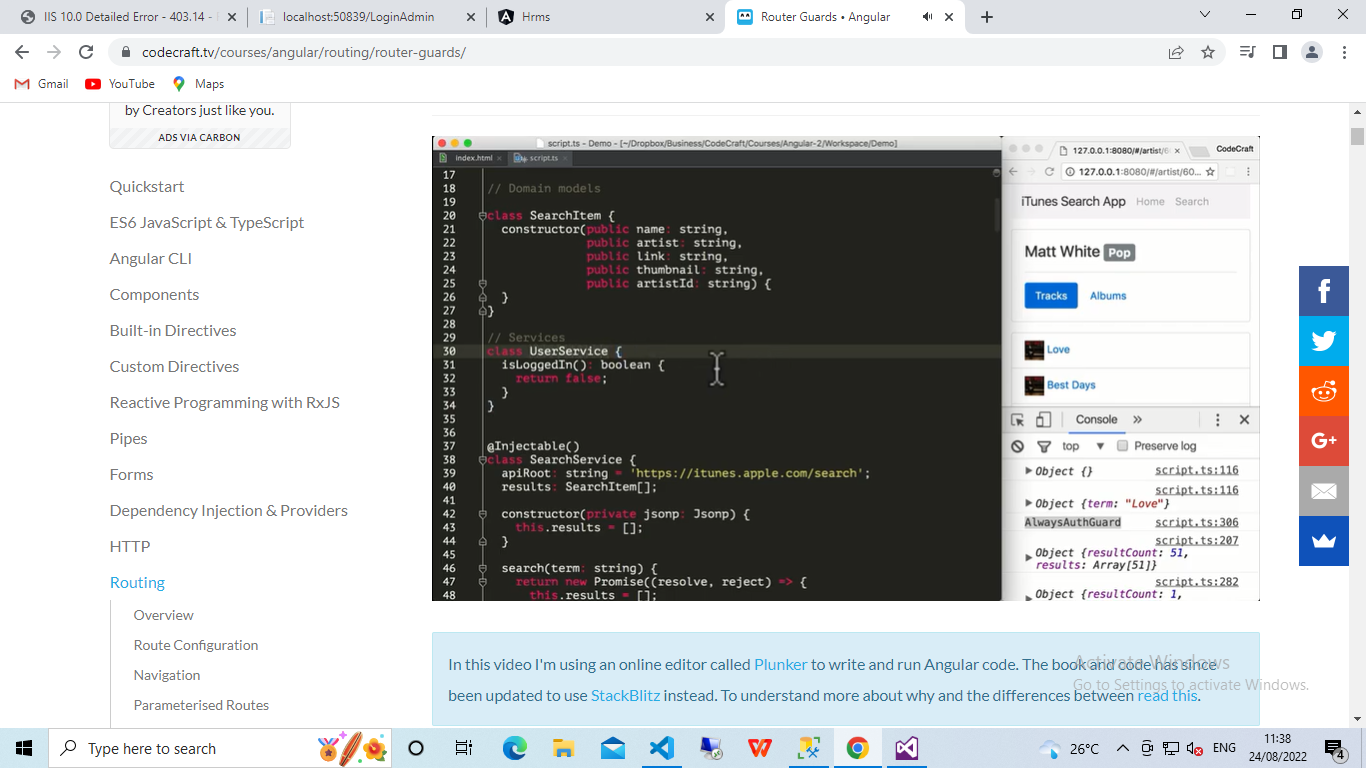 IIS 10.0 Detailed Error - 403.14 -
localhost:50839/LoginAdmin
Hrms
Router Guards • Angular
codecraft.tv/courses/angular/routing/router-guards/
Gmail
YouTube
Maps
by Creators just like you.
ADS VIA CARBON
Quickstart
ES6 JavaScript & TypeScript
Angular CLI
Components
Built-in Directives
Custom Directives
Reactive Programming with RxJS
Pipes
Forms
Dependency Injection & Providers
HTTP
Routing
Overview
Route Configuration
Navigation
Parameterised Routes
script.ts - Demo - [~/Dropbox/Business/CodeCraft/Courses/Angular-2/Workspace/Demo]
index.html
script.ts
17
18 // Domain models
19
20 class SearchItem {
21 constructor(public name: string,
22 public artist: string,
23 public link: string,
24 public thumbnail: string,
25 public artistId: string) {
26 }
27 }
28
29 // Services
30 class UserService {
31 isLoggedIn(): boolean {
32 return false;
33 }
34 }
35
36
37 @Injectable()
38 class SearchService {
39 apiRoot: string = 'https://itunes.apple.com/search';
40 results: SearchItem[];
41
42 constructor(private jsonp: Jsonp) {
43 this.results = [];
44 }
45
46 search(term: string) {
47 return new Promise((resolve, reject) => {
48 this.results = [];
127.0.0.1:8080/#/artist/6
CodeCraft
127.0.0.1:8080/#/artist/60...
iTunes Search App Home Search
Matt White Pop
Tracks Albums
Love
Best Days
Console
top
Preserve log
Object {} script.ts:116
script.ts:116
Object {term: "Love"}
AlwaysAuthGuard script.ts:306
script.ts:207
Object {resultCount: 51,
results: Array[51]}
script.ts:282
Object {resultCount: 1,
f
G+
In this video I'm using an online editor called Plunker to write and run Angular code. The book and code has since
been updated to use StackBlitz instead. To understand more about why and the differences between read this.
Activate Windows
Go to Settings to activate Windows.
Type here to search
26°C
ENG
11:38
24/08/2022
4